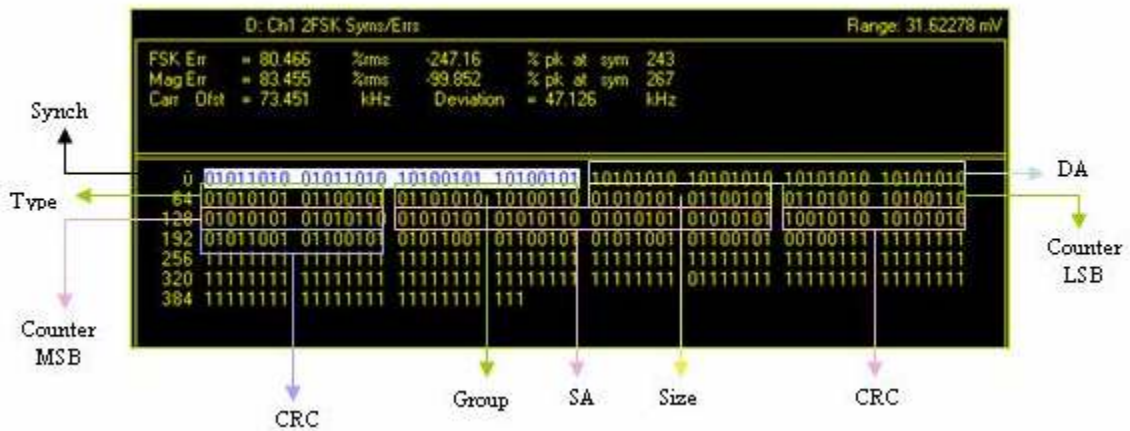 D: Ch1 2FSK Syms/Errs Range: 31.62278 mV
FSK Err = 80.466 %rms -247.16 % pk at sym 243
Mag Err = 83.455 %rms -99.852 % pk at sym 267
Carr Ofst = 73.451 kHz Deviation = 47.126 kHz
Synch
0 01011010 01011010 10100101 10100101 10101010 10101010 10101010 10101010
DA
Type
64 01010101 01100101 01010101 10010110 01010101 01100101 01010110 10100110
128 01010101 01010110 01010101 01010101 01010101 01010101 10010110 10101010
192 01011001 01100101 01011001 01100101 01011001 01100101 00100111 11111111
256 11111111 11111111 11111111 11111111 11111111 11111111 11111111 11111111
320 11111111 11111111 11111111 11111111 11111111 01111111 11111111 11111111
384 11111111 11111111 11111111 111
Counter
LSB
Counter
MSB
CRC
Group
SA
Size
CRC